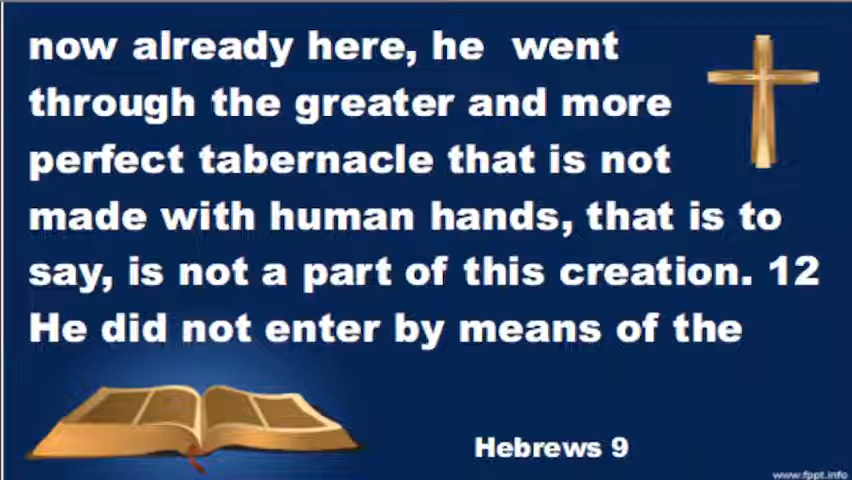 now already here, he  went
through the greater and more
perfect tabernacle that is not
made with human hands, that is to
say, is not a part of this creation. 12
He did not enter by means of the
Hebrews 9
www.fppt.info